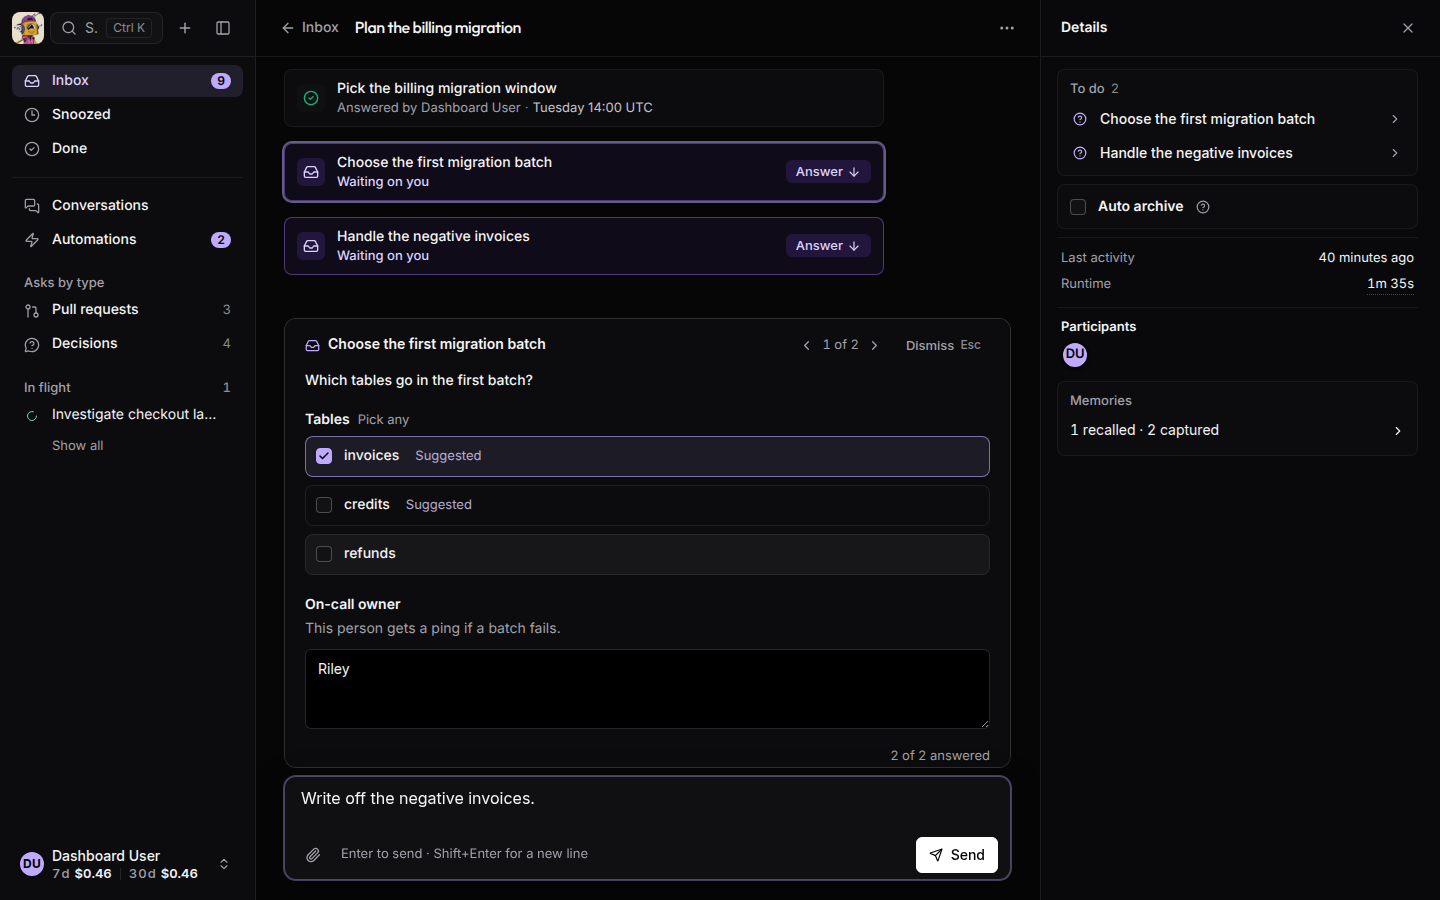 S. Ctrl K
Inbox 9
Snoozed
Done
Conversations
Automations 2
Asks by type
Pull requests 3
Decisions 4
In flight 1
Investigate checkout la...
Show all
DU Dashboard User
7d $0.46 30d $0.46
Inbox Plan the billing migration
Pick the billing migration window
Answered by Dashboard User · Tuesday 14:00 UTC
Choose the first migration batch
Waiting on you
Answer
Handle the negative invoices
Waiting on you
Answer
Choose the first migration batch
1 of 2
Dismiss Esc
Which tables go in the first batch?
Tables Pick any
invoices Suggested
credits Suggested
refunds
On-call owner
This person gets a ping if a batch fails.
Riley
2 of 2 answered
Write off the negative invoices.
Enter to send · Shift+Enter for a new line
Send
Details
To do 2
Choose the first migration batch
Handle the negative invoices
Auto archive
Last activity 40 minutes ago
Runtime 1m 35s
Participants
DU
Memories
1 recalled · 2 captured